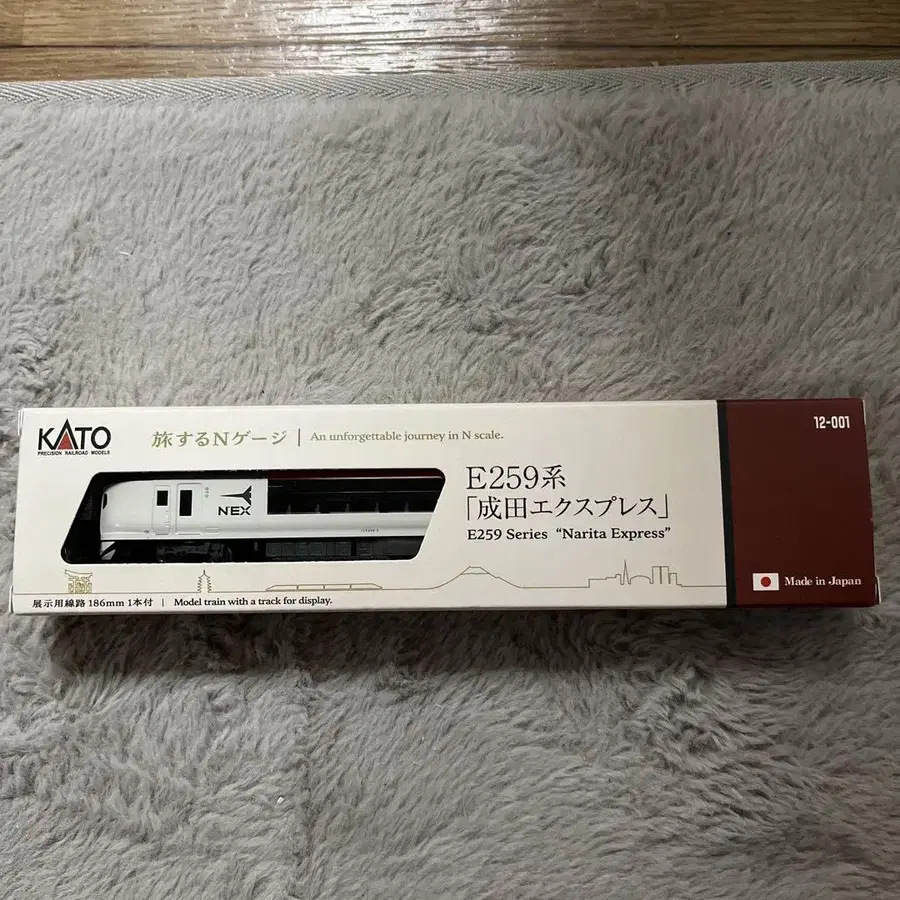 KATO
PRECISION RAILROAD MODELS
旅するNゲージ | An unforgettable journey in N scale.
NEX
E259系
「成田エクスプレス」
E259 Series “Narita Express”
展示用線路 186mm 1本付 | Model train with a track for display.
12-001
Made in Japan